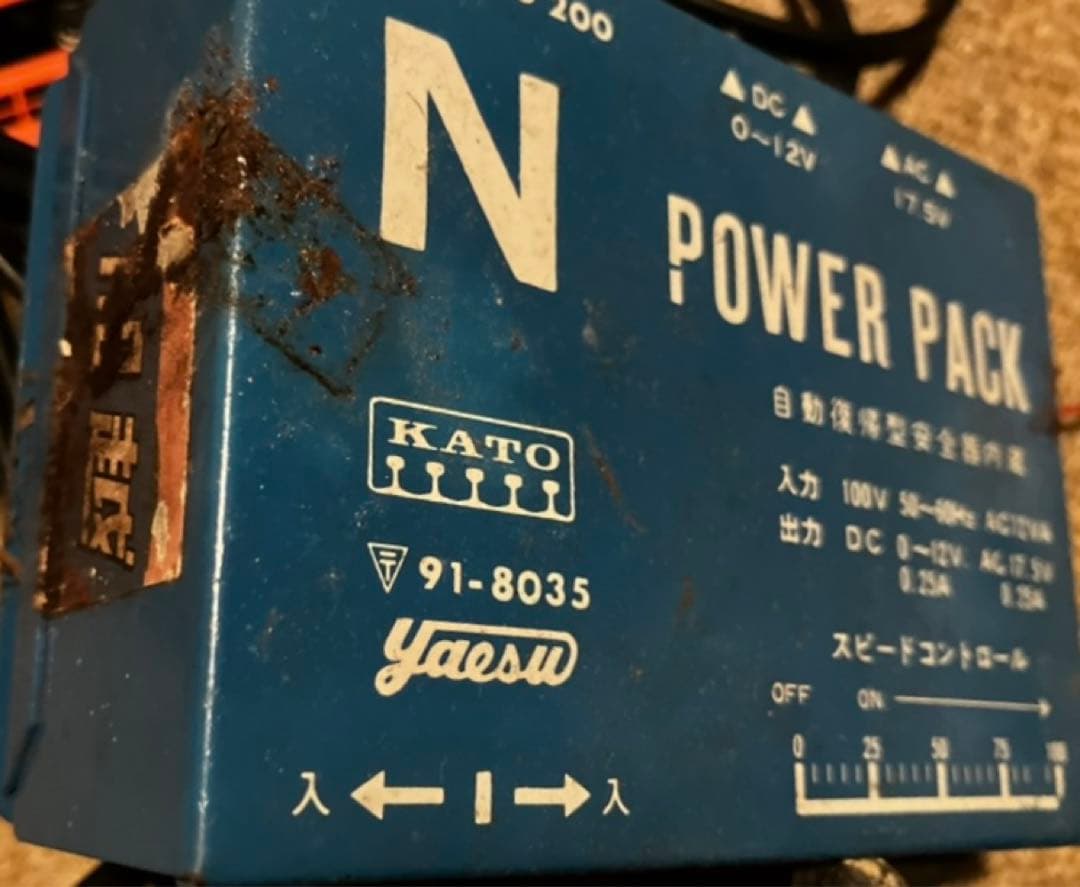 200
N
▲ DC ▲
0~12V
▲ AC ▲
17.5V
POWER PACK
自動復帰型安全器内蔵
KATO
入力 100V 50~60Hz AC12VA
出力 DC 0~12V. AC.17.5V
0.25A 0.25A
〒 91-8035
yaesu
スピードコントロール
OFF ON
0 25 50 75 100
入 ← | → 入